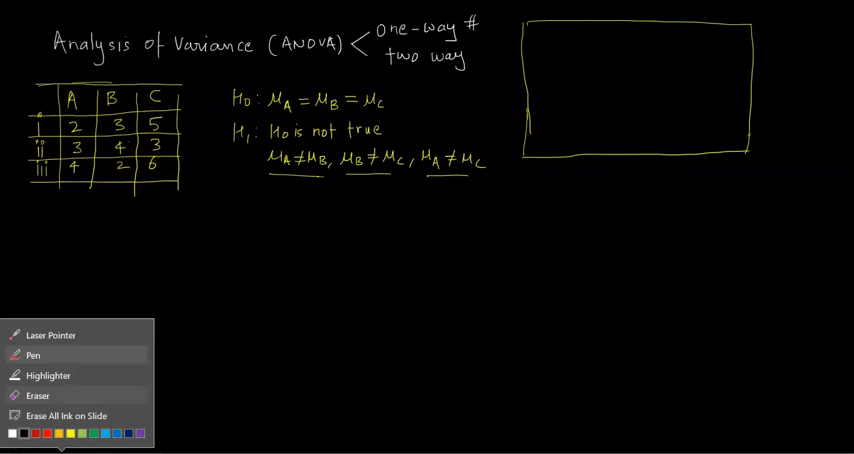 Analysis of Variance (ANOVA) < One-way #
two way
A B C
i 2 3 5
ii 3 4 3
iii 4 2 6
H0: μA = μB = μC
H1: H0 is not true
μA ≠ μB, μB ≠ μC, μA ≠ μC
Laser Pointer
Pen
Highlighter
Eraser
Erase All Ink on Slide